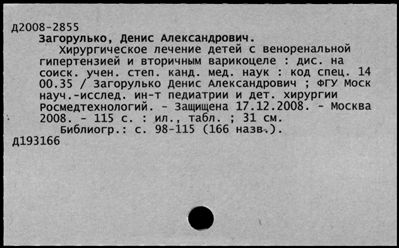 Д2008-2855
Загорулько, Денис Александрович.
Хирургическое лечение детей с веноренальной
гипертензией и вторичным варикоцеле : дис. на
соиск. учен. степ. канд. мед. наук : код спец. 14
00.35 / Загорулько Денис Александрович ; ФГУ Моск
науч.-исслед. ин-т педиатрии и дет. хирургии
Росмедтехнологий. - Защищена 17.12.2008. - Москва
2008. - 115 с. : ил., табл. ; 31 см.
Библиогр.: с. 98-115 (166 назв.).
Д193166